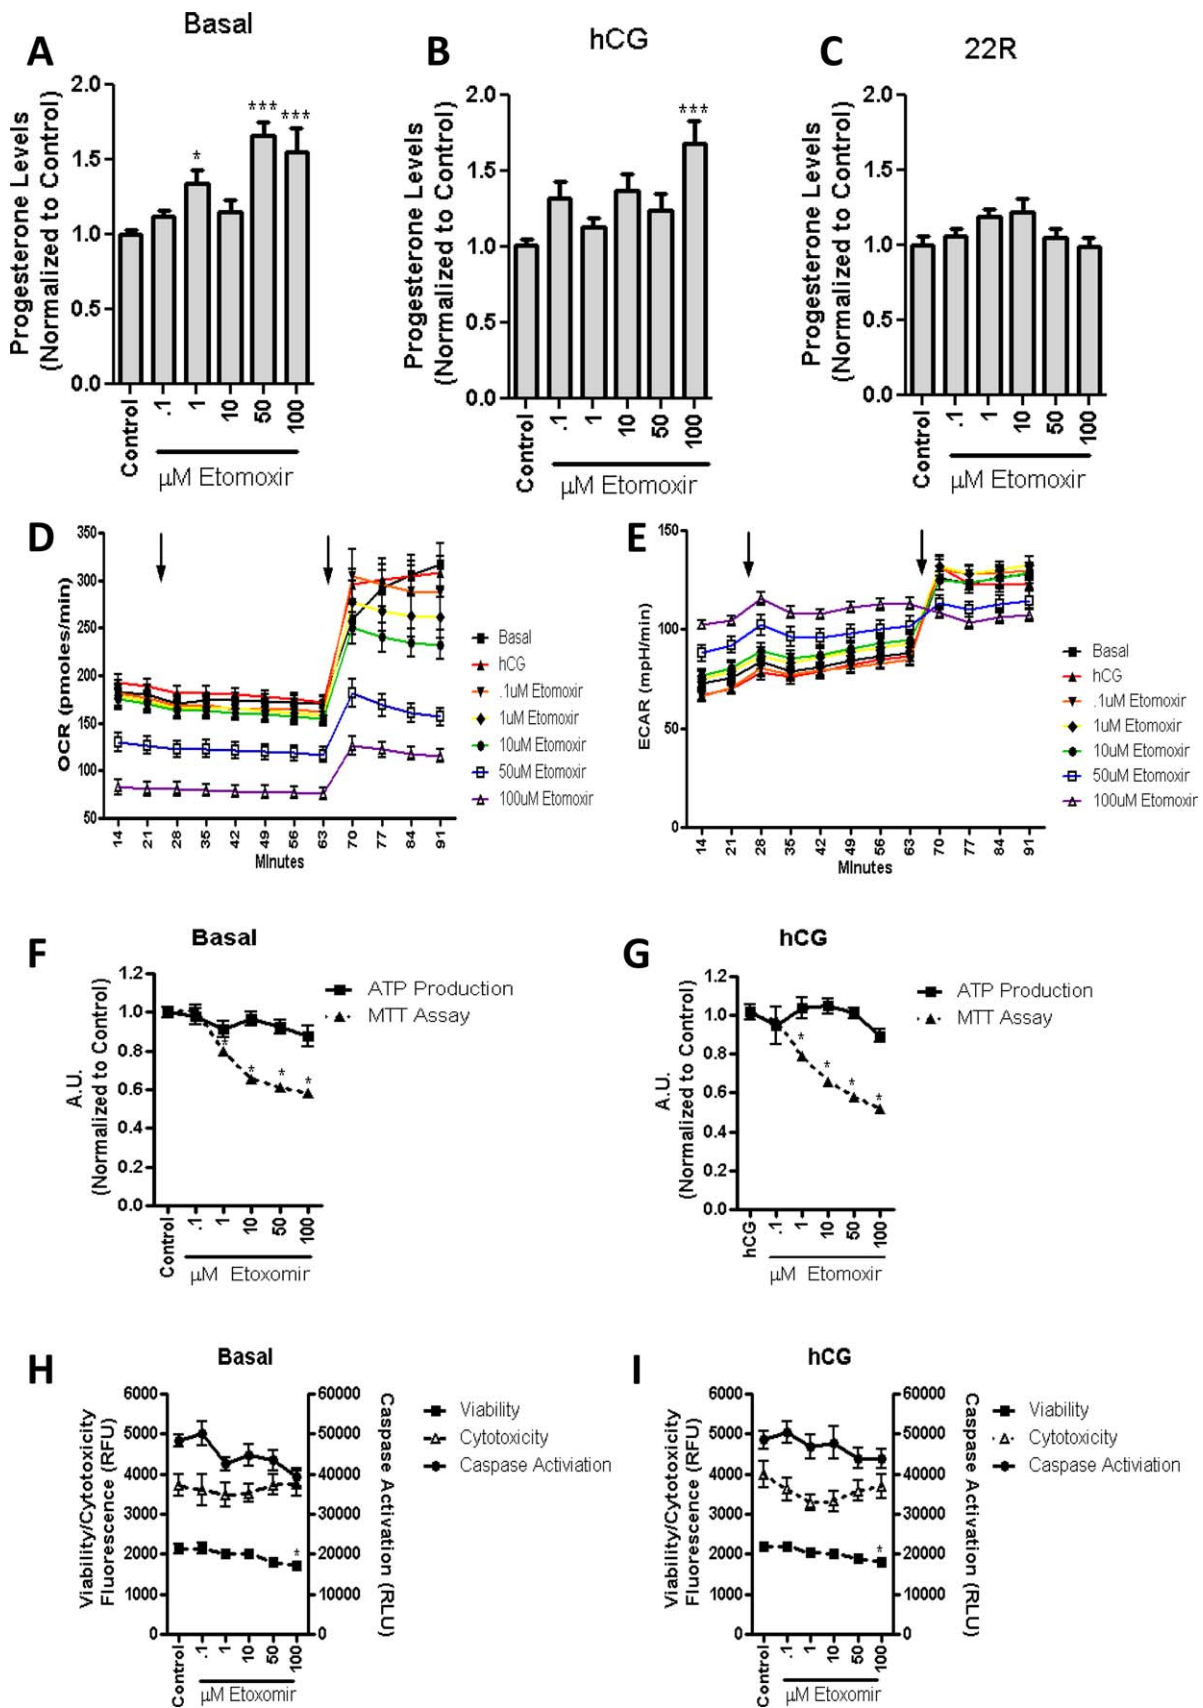 A
Basal
Progesterone Levels
(Normalized to Control)
2.0
1.5
1.0
0.5
0.0
*
***
***
Control
.1
1
10
50
100
µM Etomoxir
B
hCG
Progesterone Levels
(Normalized to Control)
2.0
1.5
1.0
0.5
0.0
***
Control
.1
1
10
50
100
µM Etomoxir
C
22R
Progesterone Levels
(Normalized to Control)
2.0
1.5
1.0
0.5
0.0
Control
.1
1
10
50
100
µM Etomoxir
D
OCR (pmoles/min)
350
300
250
200
150
100
50
14
21
28
35
42
49
56
63
70
77
84
91
Minutes
Basal
hCG
.1uM Etomoxir
1uM Etomoxir
10uM Etomoxir
50uM Etomoxir
100uM Etomoxir
E
ECAR (mpH/min)
150
100
50
0
14
21
28
35
42
49
56
63
70
77
84
91
Minutes
Basal
hCG
.1uM Etomoxir
1uM Etomoxir
10uM Etomoxir
50uM Etomoxir
100uM Etomoxir
F
Basal
A.U.
(Normalized to Control)
1.2
1.0
0.8
0.6
0.4
0.2
0.0
*
*
*
*
ATP Production
MTT Assay
Control
.1
1
10
50
100
µM Etoxomir
G
hCG
A.U.
(Normalized to Control)
1.2
1.0
0.8
0.6
0.4
0.2
0.0
*
*
*
*
ATP Production
MTT Assay
hCG
.1
1
10
50
100
µM Etomoxir
H
Basal
Viability/Cytotoxicity
Fluorescence (RFU)
6000
5000
4000
3000
2000
1000
0
*
60000
50000
40000
30000
20000
10000
0
Caspase Activation (RLU)
Viability
Cytotoxicity
Caspase Activiation
Control
.1
1
10
50
100
µM Etoxomir
I
hCG
Viability/Cytotoxicity
Fluorescence (RFU)
6000
5000
4000
3000
2000
1000
0
*
60000
50000
40000
30000
20000
10000
0
Caspase Activation (RLU)
Viability
Cytotoxicity
Caspase Activation
Control
.1
1
10
50
100
µM Etoxomir